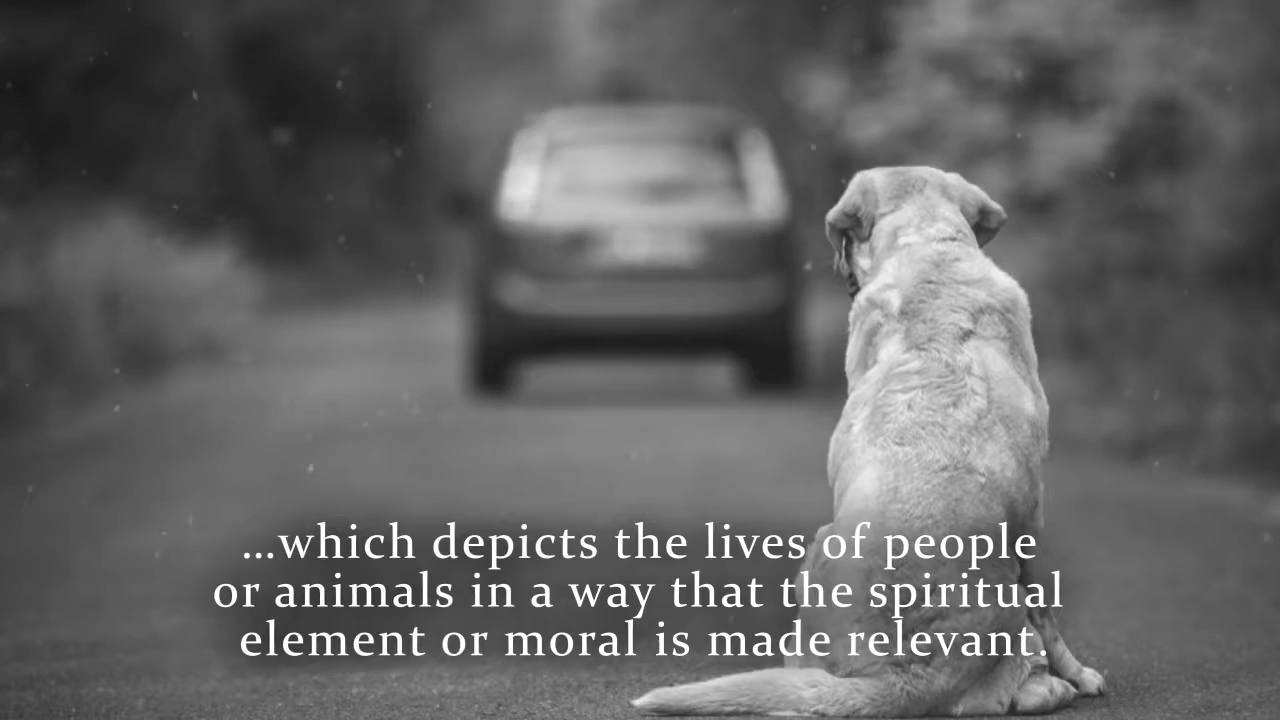 ...which depicts the lives of people
or animals in a way that the spiritual
element or moral is made relevant.